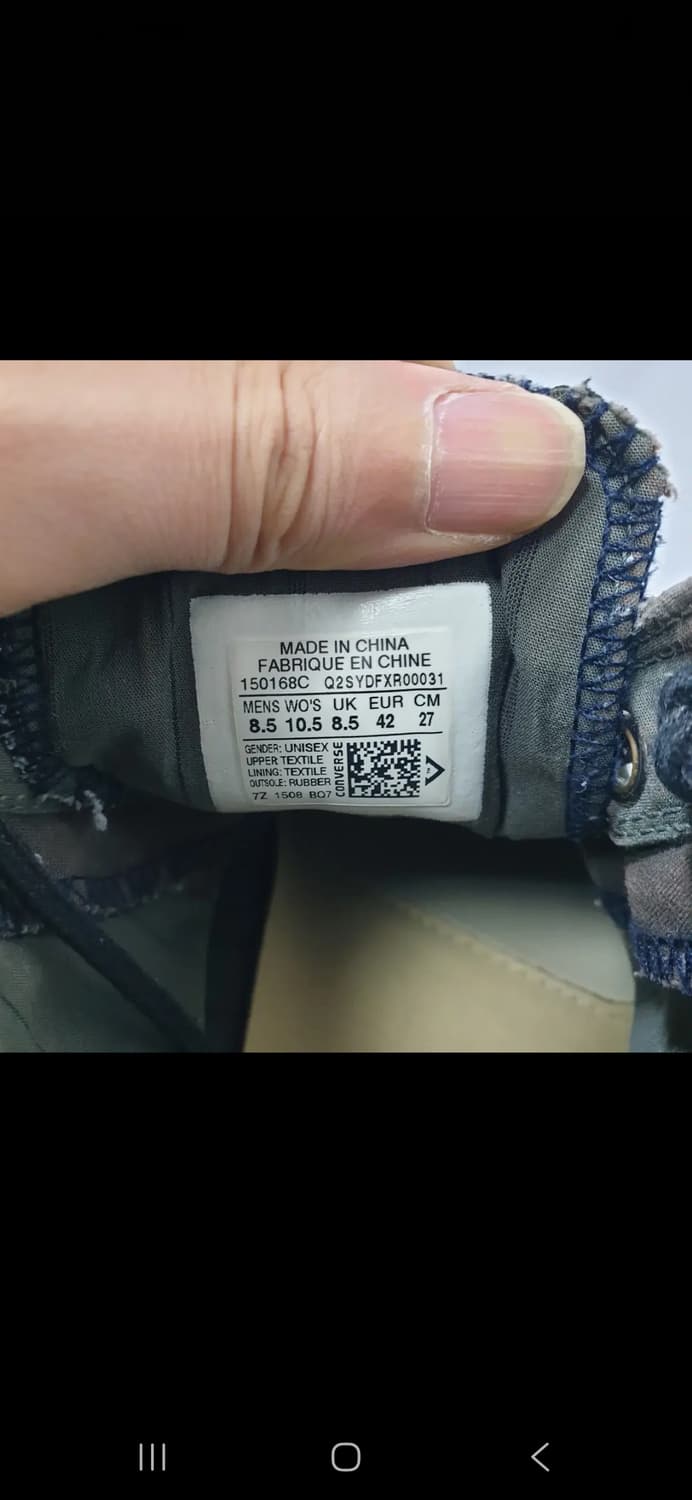 MADE IN CHINA
FABRIQUE EN CHINE
150168C Q2SYDFXR00031
MENS WO'S UK EUR CM
8.5 10.5 8.5 42 27
GENDER: UNISEX
UPPER TEXTILE
LINING: TEXTILE
OUTSOLE: RUBBER
7Z 1508 BQ7
CONVERSE